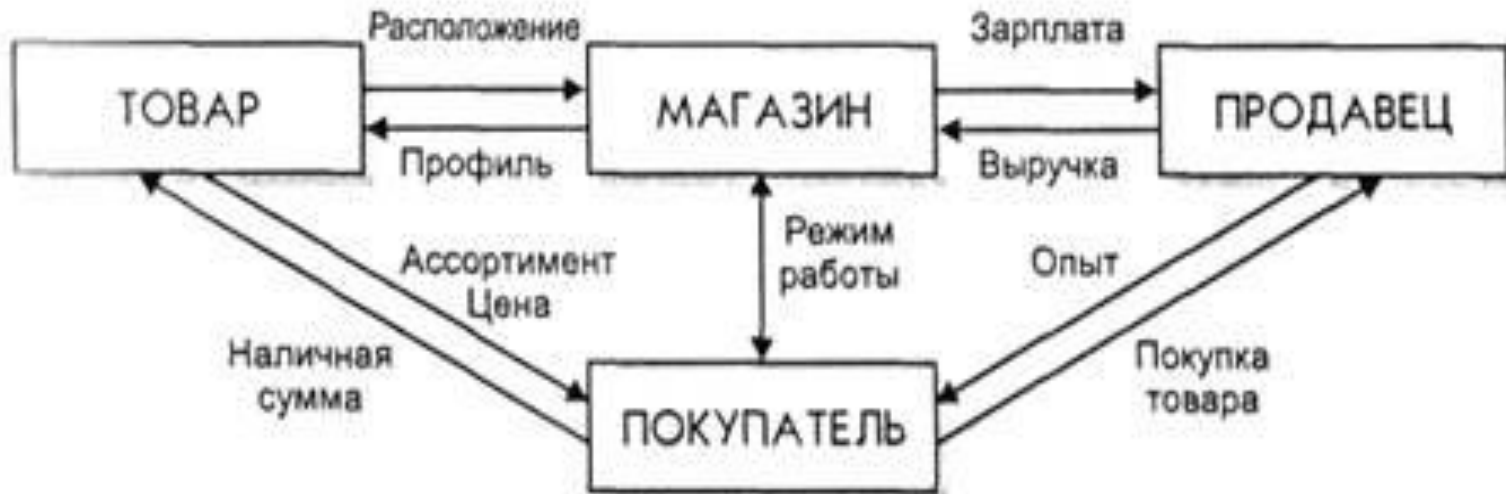 Расположение
Зарплата
ТОВАР
МАГАЗИН
ПРОДАВЕЦ
Профиль
Выручка
Ассортимент
Цена
Режим
работы
Опыт
Наличная
сумма
Покупка
товара
ПОКУПАТЕЛЬ